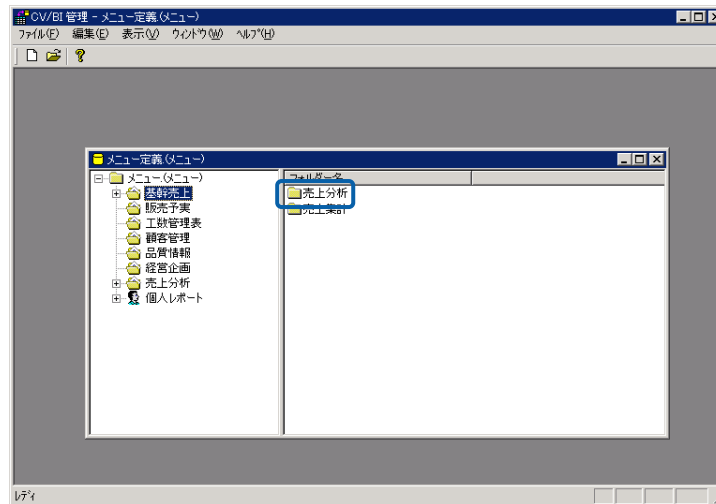 CV/BI 管理 - メニュー定義(メニュー)
ファイル(F) 編集(E) 表示(V) ウィンドウ(W) ヘルプ(H)
メニュー定義.(メニュー)
メニュー.(メニュー)
基幹売上
販売予実
工数管理表
顧客管理
品質情報
経営企画
売上分析
個人レポート
フォルダー名
売上分析
売上集計
レディ